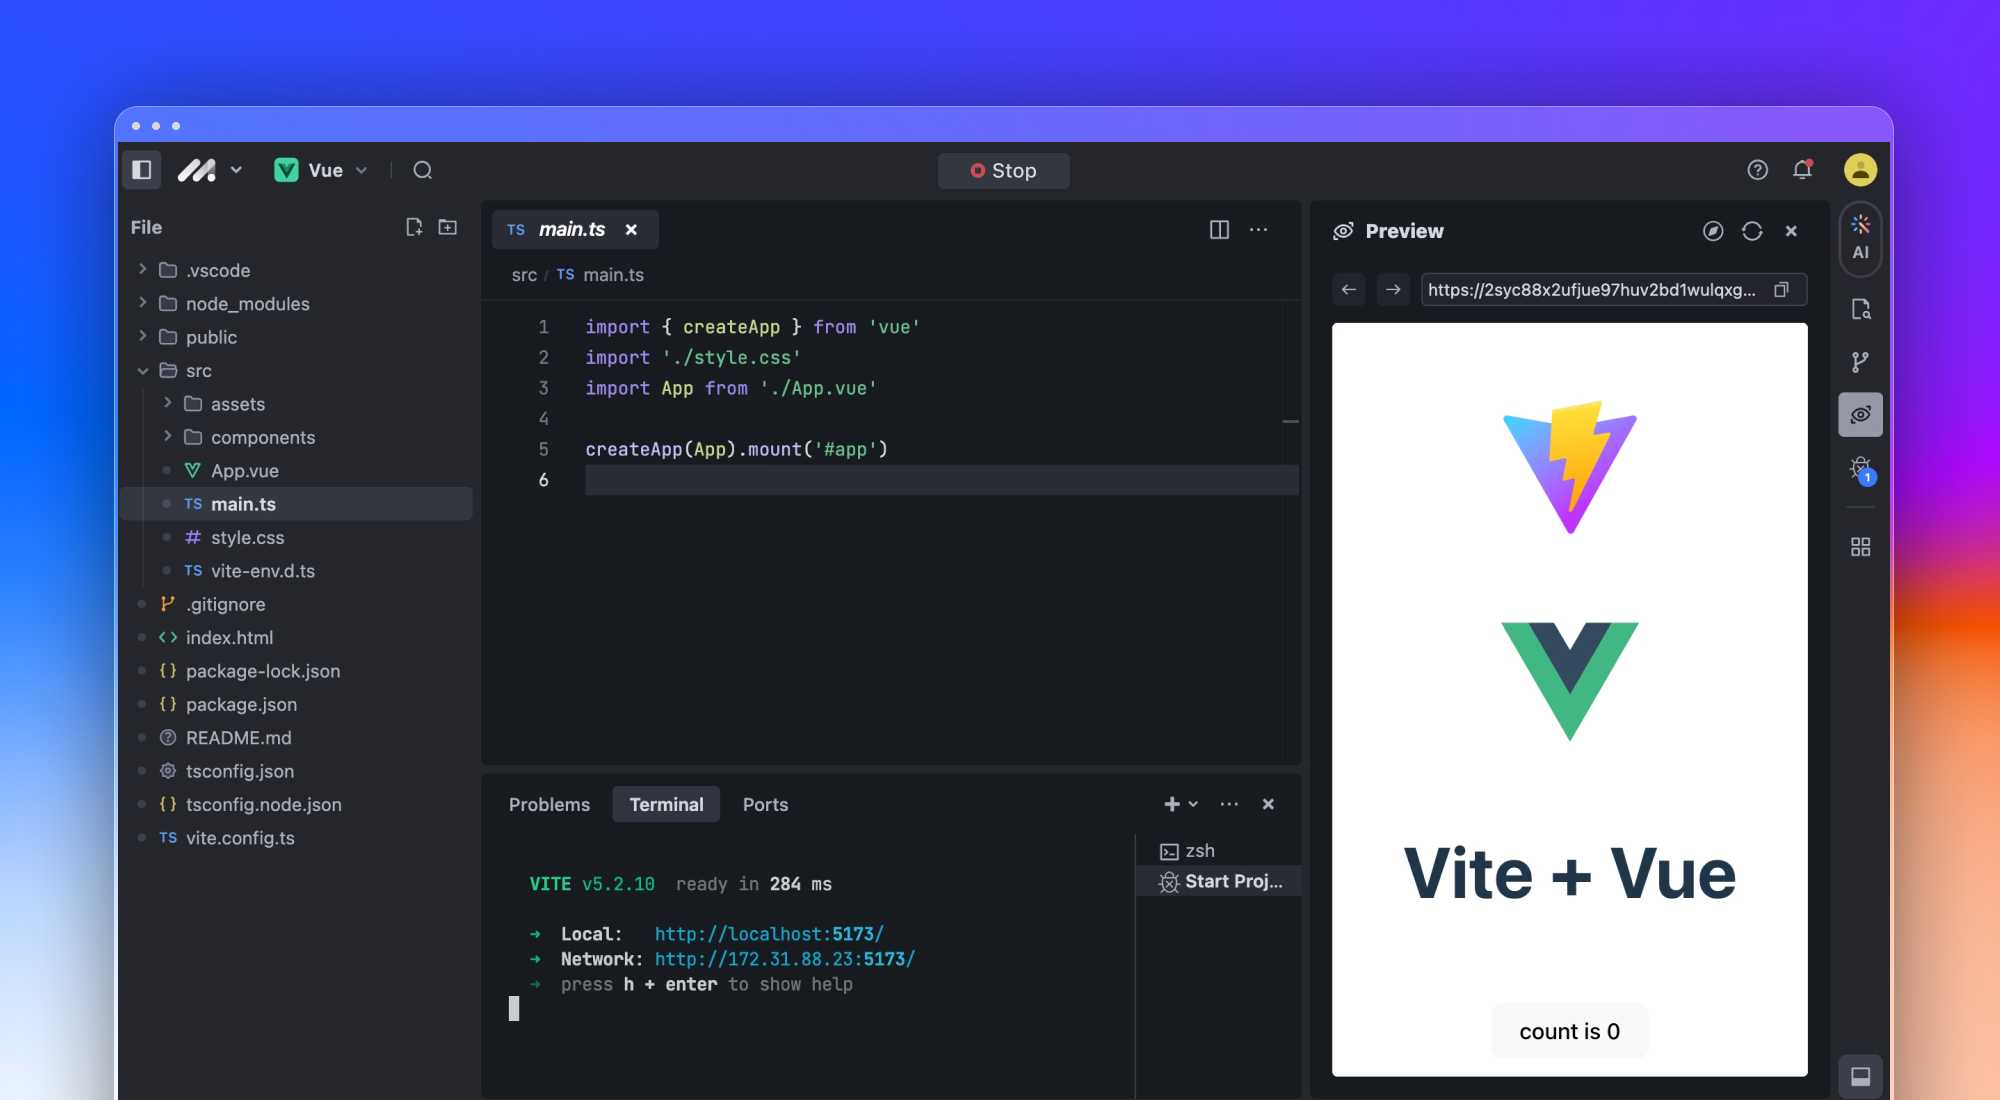 Vue
Stop
File
.vscode
node_modules
public
src
assets
components
App.vue
TS main.ts
# style.css
TS vite-env.d.ts
.gitignore
<> index.html
{ } package-lock.json
{ } package.json
README.md
tsconfig.json
{ } tsconfig.node.json
TS vite.config.ts
TS main.ts
src / TS main.ts
1 import { createApp } from 'vue'
2 import './style.css'
3 import App from './App.vue'
4
5 createApp(App).mount('#app')
6
Problems Terminal Ports
VITE v5.2.10 ready in 284 ms
➜ Local: http://localhost:5173/
➜ Network: http://172.31.88.23:5173/
➜ press h + enter to show help
zsh
Start Proj...
Preview
https://2syc88x2ufjue97huv2bd1wulqxg...
Vite + Vue
count is 0
AI
1